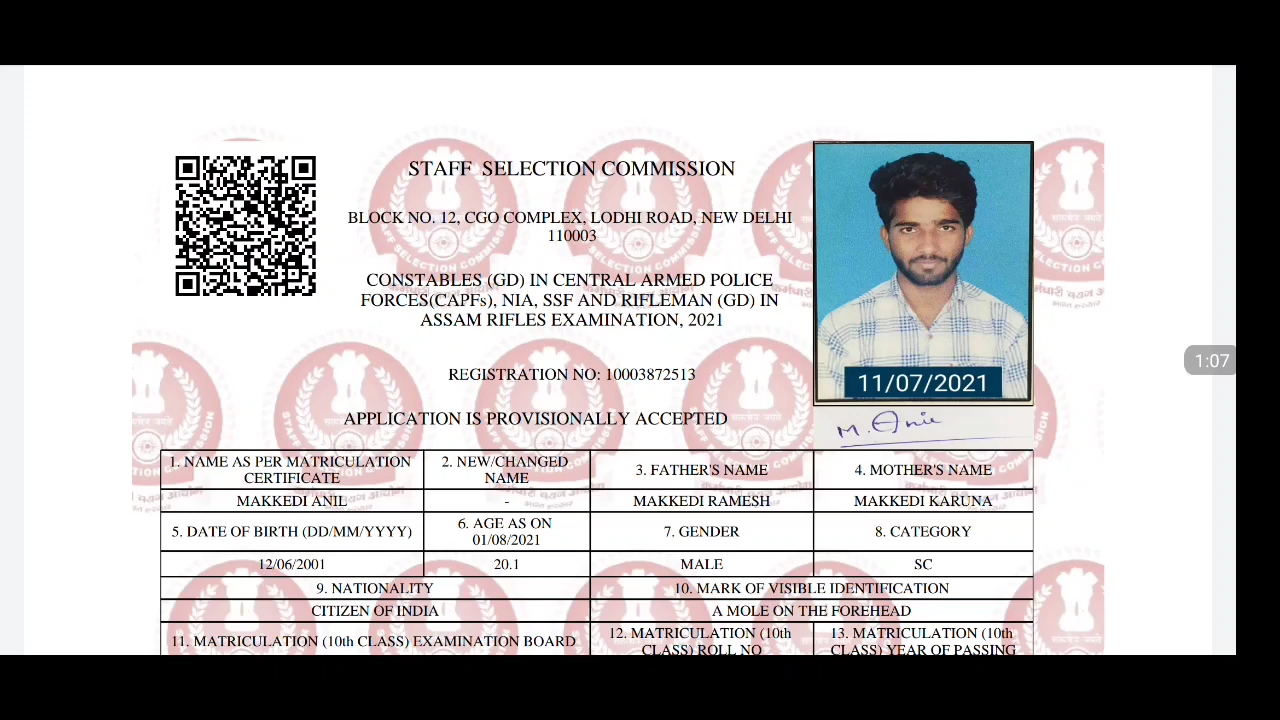 STAFF SELECTION COMMISSION
BLOCK NO. 12, CGO COMPLEX, LODHI ROAD, NEW DELHI
110003
CONSTABLES (GD) IN CENTRAL ARMED POLICE
FORCES(CAPFs), NIA, SSF AND RIFLEMAN (GD) IN
ASSAM RIFLES EXAMINATION, 2021
REGISTRATION NO: 10003872513
APPLICATION IS PROVISIONALLY ACCEPTED
11/07/2021
M. Anil
1:07
1. NAME AS PER MATRICULATION
CERTIFICATE
2. NEW/CHANGED
NAME
3. FATHER'S NAME
4. MOTHER'S NAME
MAKKEDI ANIL
-
MAKKEDI RAMESH
MAKKEDI KARUNA
5. DATE OF BIRTH (DD/MM/YYYY)
6. AGE AS ON
01/08/2021
7. GENDER
8. CATEGORY
12/06/2001
20.1
MALE
SC
9. NATIONALITY
10. MARK OF VISIBLE IDENTIFICATION
CITIZEN OF INDIA
A MOLE ON THE FOREHEAD
11. MATRICULATION (10th CLASS) EXAMINATION BOARD
12. MATRICULATION (10th
CLASS) ROLL NO
13. MATRICULATION (10th
CLASS) YEAR OF PASSING